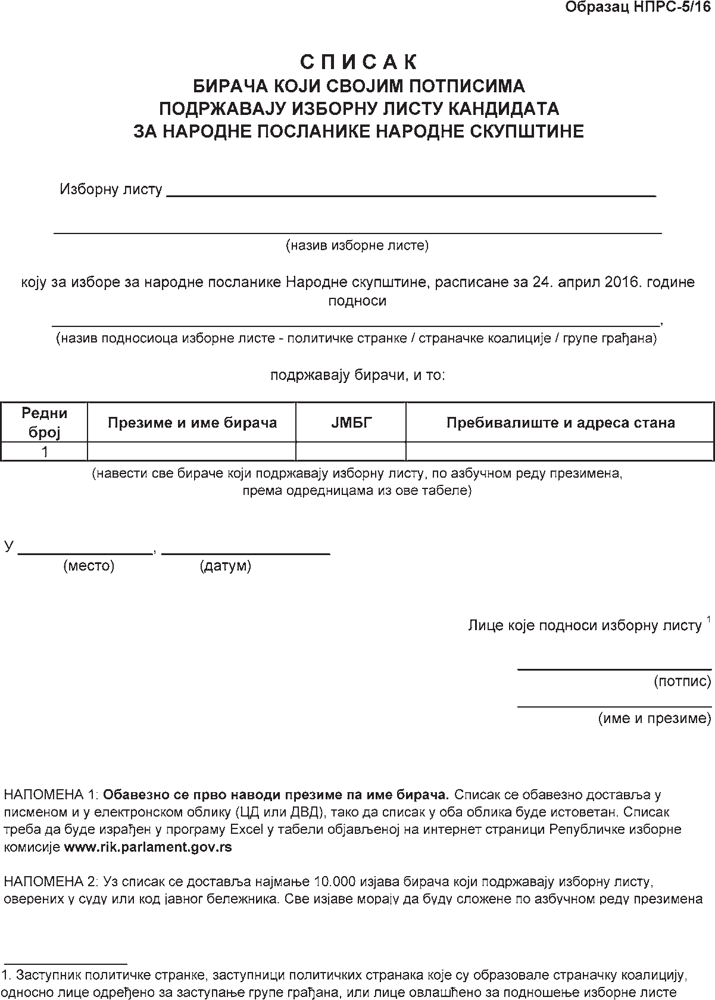 Образац НПРС-5/16
С П И С А К
БИРАЧА КОЈИ СВОЈИМ ПОТПИСИМА
ПОДРЖАВАЈУ ИЗБОРНУ ЛИСТУ КАНДИДАТА
ЗА НАРОДНЕ ПОСЛАНИКЕ НАРОДНЕ СКУПШТИНЕ
Изборну листу
(назив изборне листе)
коју за изборе за народне посланике Народне скупштине, расписане за 24. април 2016. године
подноси
,
(назив подносиоца изборне листе - политичке странке / страначке коалиције / групе грађана)
подржавају бирачи, и то:
Редни број Презиме и име бирача ЈМБГ Пребивалиште и адреса стана
1
(навести све бираче који подржавају изборну листу, по азбучном реду презимена,
према одредницама из ове табеле)
У ,
(место) (датум)
Лице које подноси изборну листу 1
(потпис)
(име и презиме)
НАПОМЕНА 1: Обавезно се прво наводи презиме па име бирача. Списак се обавезно доставља у
писменом и у електронском облику (ЦД или ДВД), тако да списак у оба облика буде истоветан. Списак
треба да буде израђен у програму Excel у табели објављеној на интернет страници Републичке изборне
комисије www.rik.parlament.gov.rs
НАПОМЕНА 2: Уз списак се доставља најмање 10.000 изјава бирача који подржавају изборну листу,
оверених у суду или код јавног бележника. Све изјаве морају да буду сложене по азбучном реду презимена
1. Заступник политичке странке, заступници политичких странака које су образовале страначку коалицију,
односно лице одређено за заступање групе грађана, или лице овлашћено за подношење изборне листе